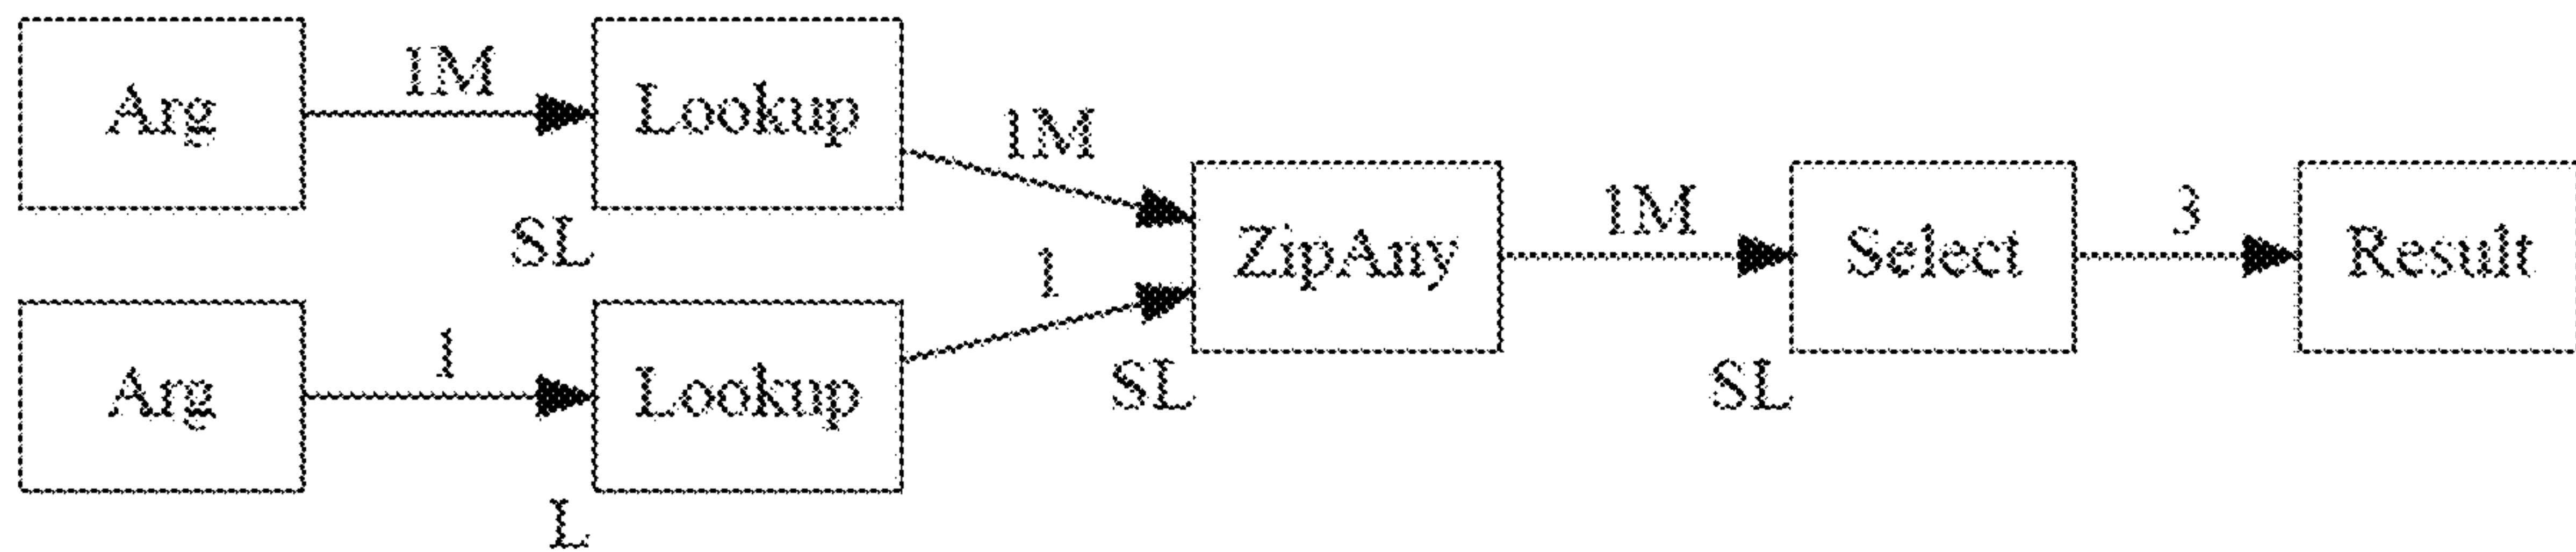 Arg
1M
Lookup
SL
1M
Arg
1
Lookup
L
1
ZipAny
SL
1M
Select
SL
3
Result